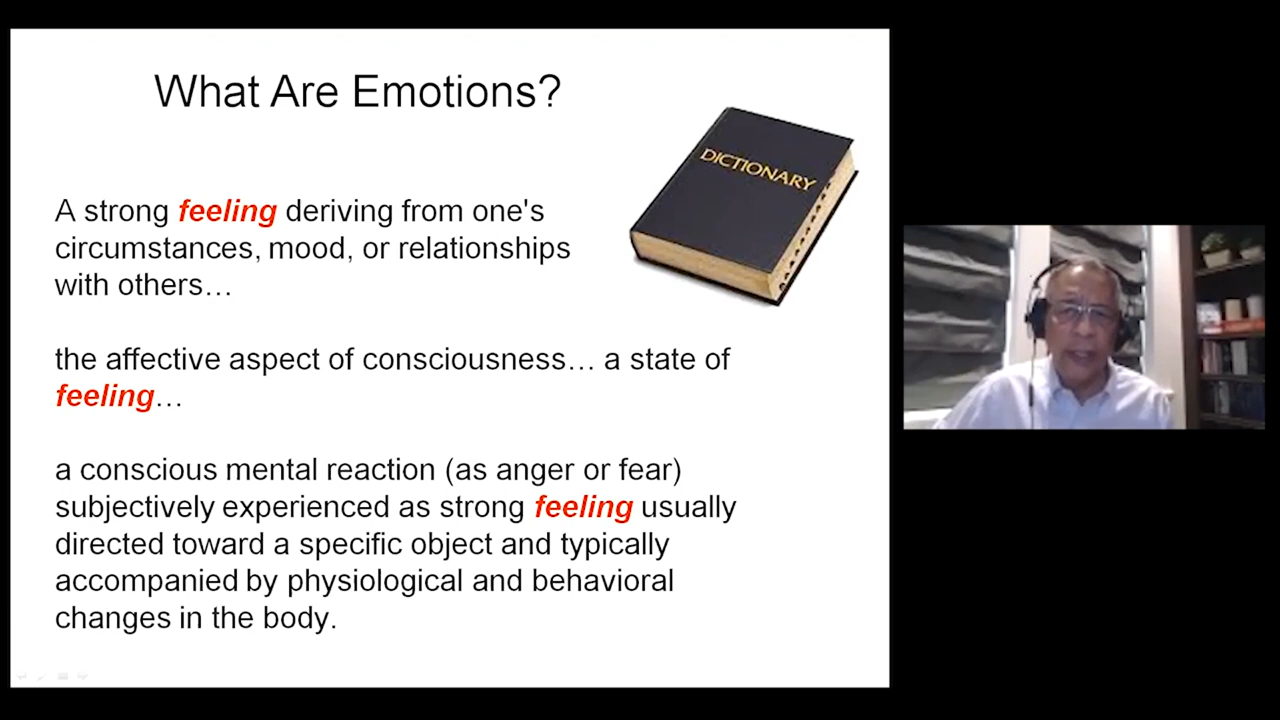 What Are Emotions?
DICTIONARY
A strong feeling deriving from one's
circumstances, mood, or relationships
with others…
the affective aspect of consciousness… a state of
feeling…
a conscious mental reaction (as anger or fear)
subjectively experienced as strong feeling usually
directed toward a specific object and typically
accompanied by physiological and behavioral
changes in the body.